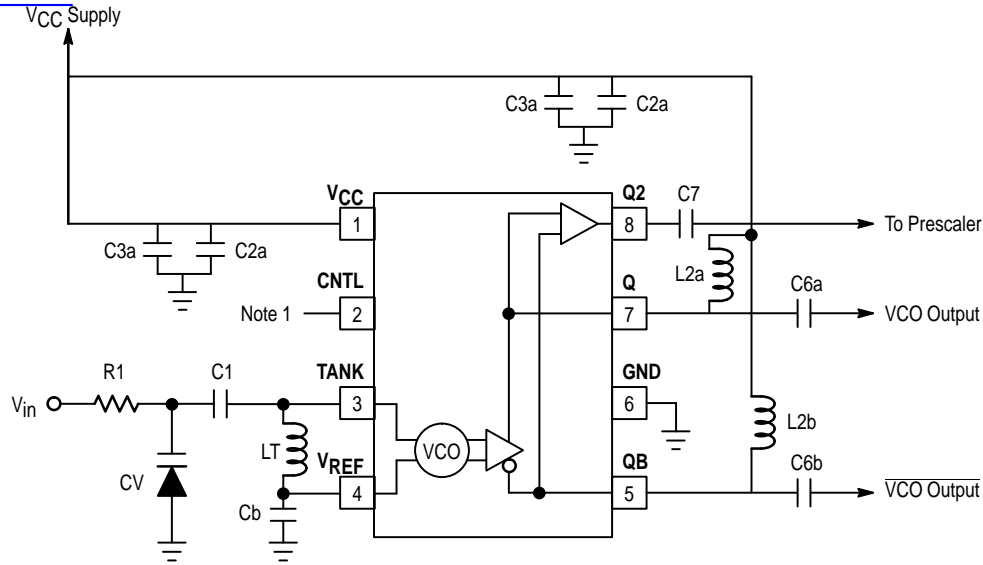 VCC Supply
C3a
C2a
VCC
1
Q2
8
C7
To Prescaler
C3a
C2a
L2a
CNTL
2
Note 1
Q
7
C6a
VCO Output
R1
C1
TANK
3
GND
6
Vin
LT
VCO
L2b
CV
VREF
4
QB
5
C6b
VCO Output
Cb